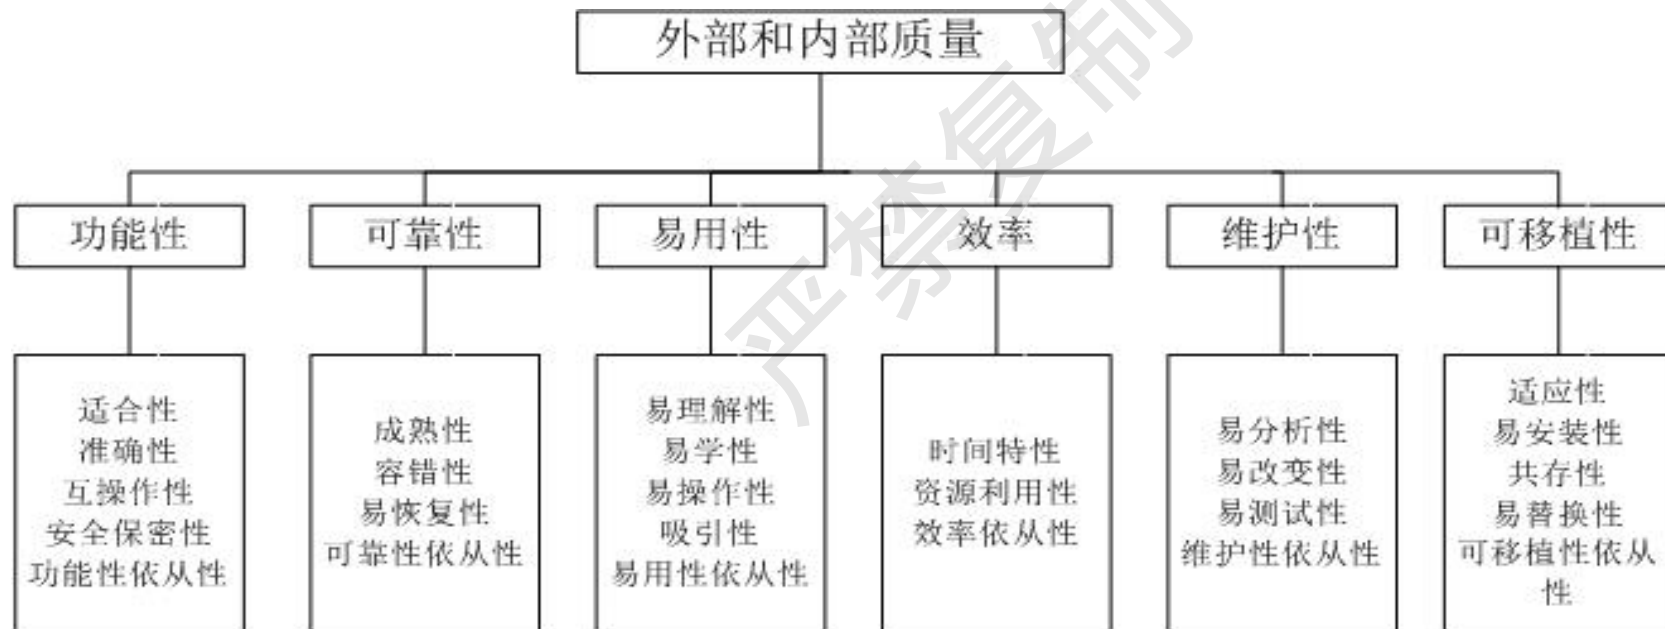 外部和内部质量
功能性
可靠性
易用性
效率
维护性
可移植性
适合性
准确性
互操作性
安全保密性
功能性依从性
成熟性
容错性
易恢复性
可靠性依从性
易理解性
易学性
易操作性
吸引性
易用性依从性
时间特性
资源利用性
效率依从性
易分析性
易改变性
易测试性
维护性依从性
适应性
易安装性
共存性
易替换性
可移植性依从
性
严禁复制